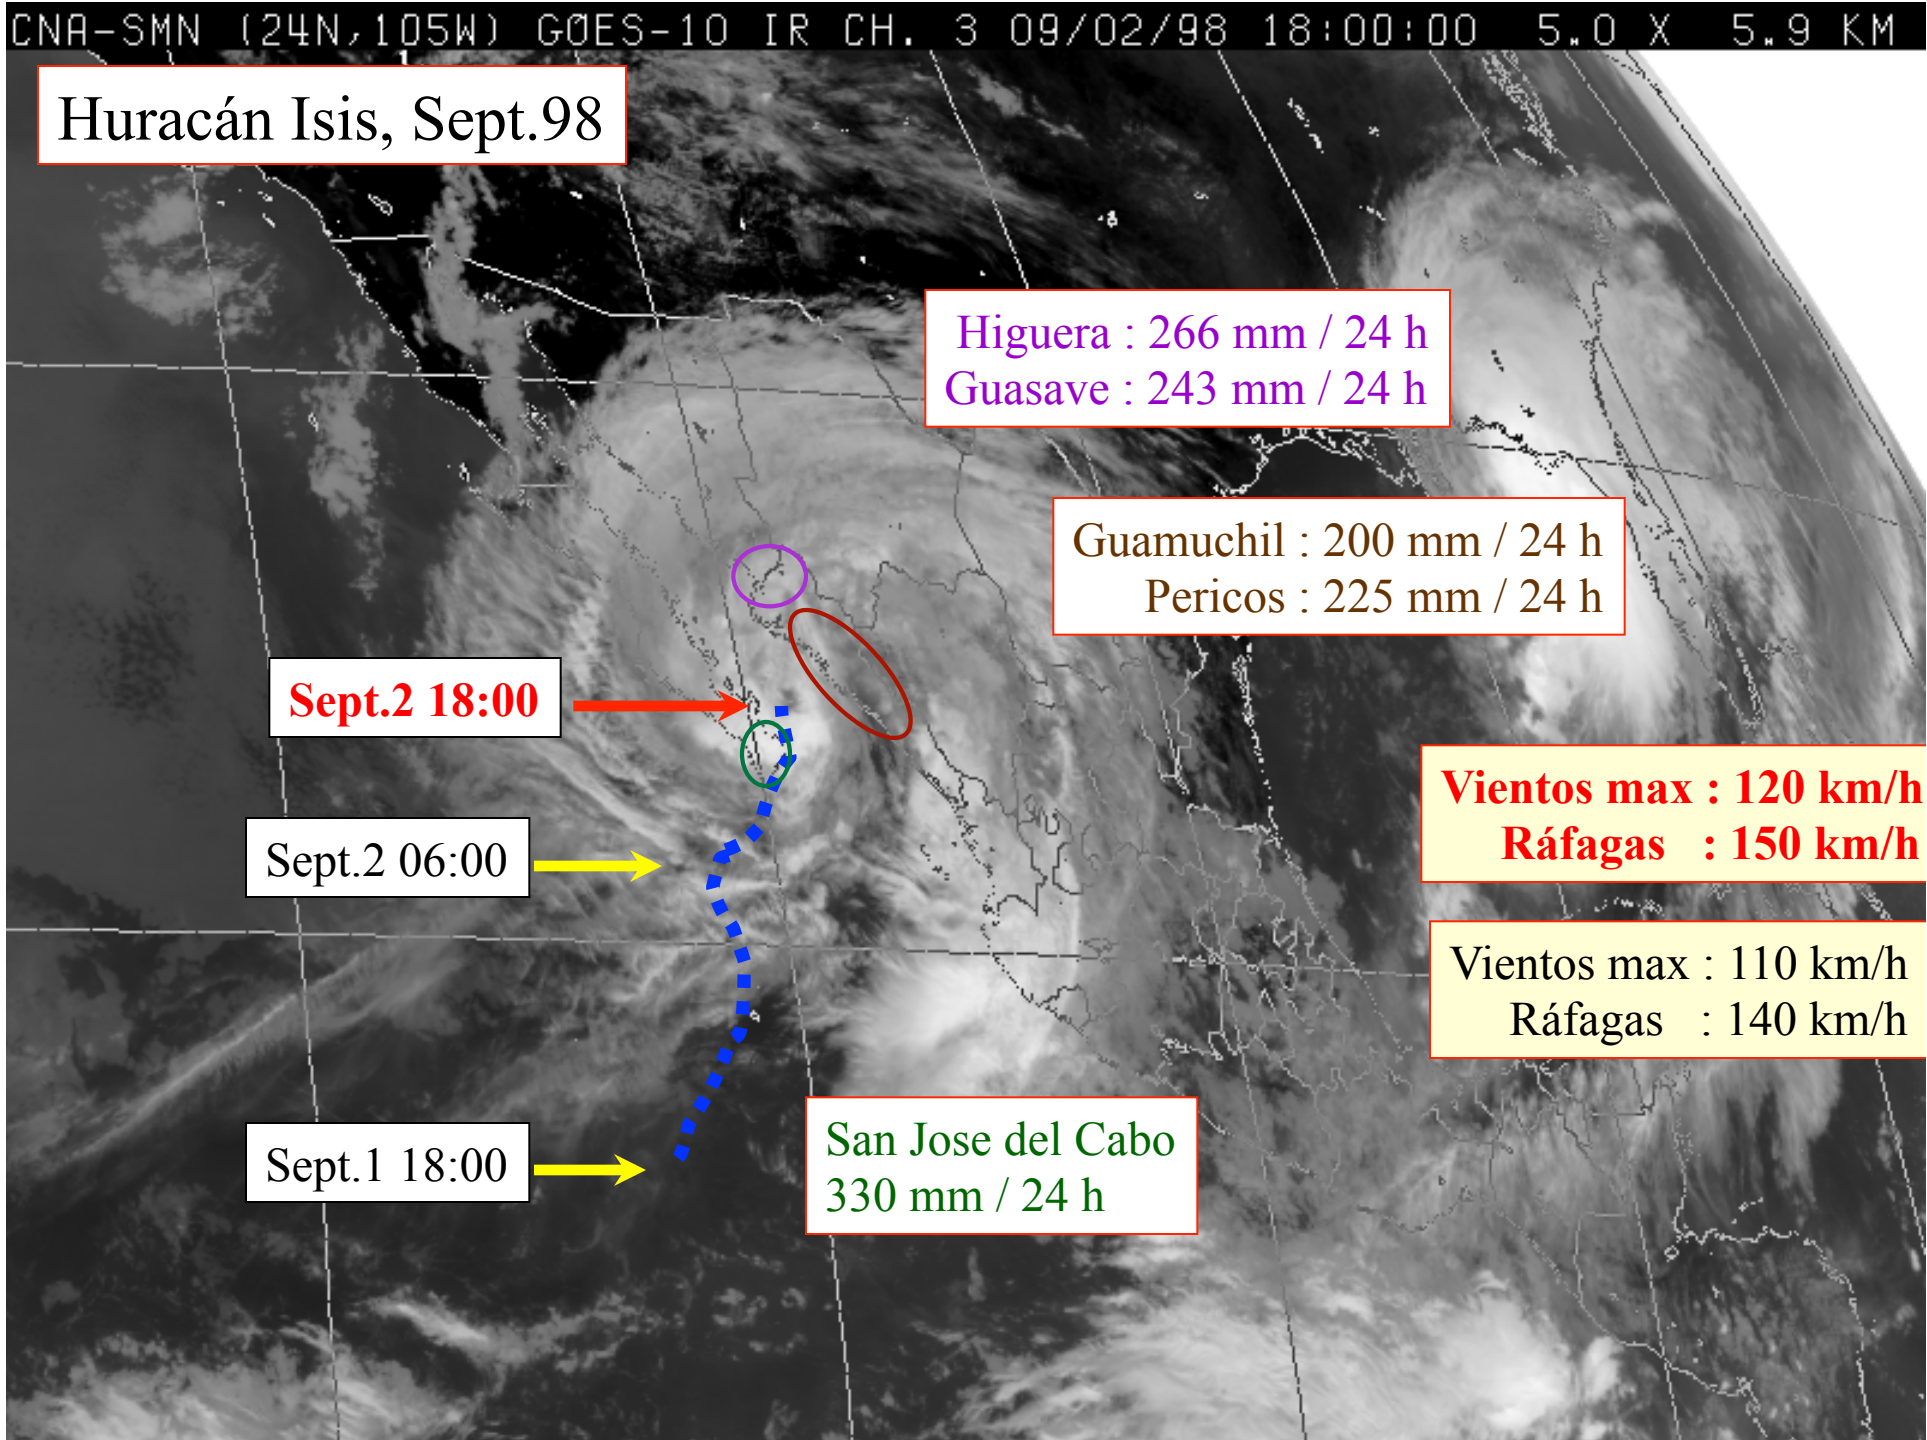 CNA-SMN (24N,105W) GOES-10 IR CH. 3 09/02/98 18:00:00 5.0 X 5.9 KM
Huracán Isis, Sept.98
Higuera : 266 mm / 24 h
Guasave : 243 mm / 24 h
Guamuchil : 200 mm / 24 h
Pericos : 225 mm / 24 h
Sept.2 18:00
Vientos max : 120 km/h
Ráfagas : 150 km/h
Sept.2 06:00
Vientos max : 110 km/h
Ráfagas : 140 km/h
Sept.1 18:00
San Jose del Cabo
330 mm / 24 h